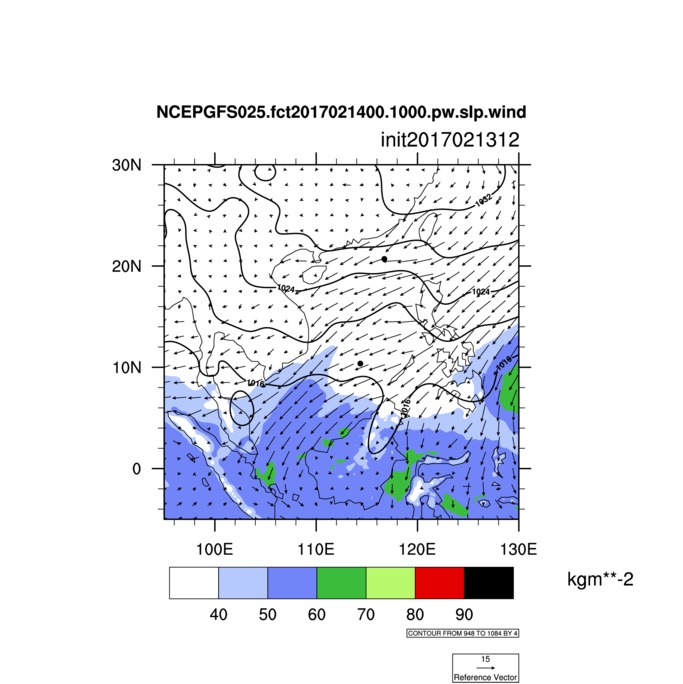 NCEPGFS025.fct2017021400.1000.pw.slp.wind
init2017021312
30N
1032
20N
1024
1024
10N
1016
1016
1016
0
100E 110E 120E 130E
kgm**-2
40 50 60 70 80 90
CONTOUR FROM 948 TO 1084 BY 4
15
Reference Vector